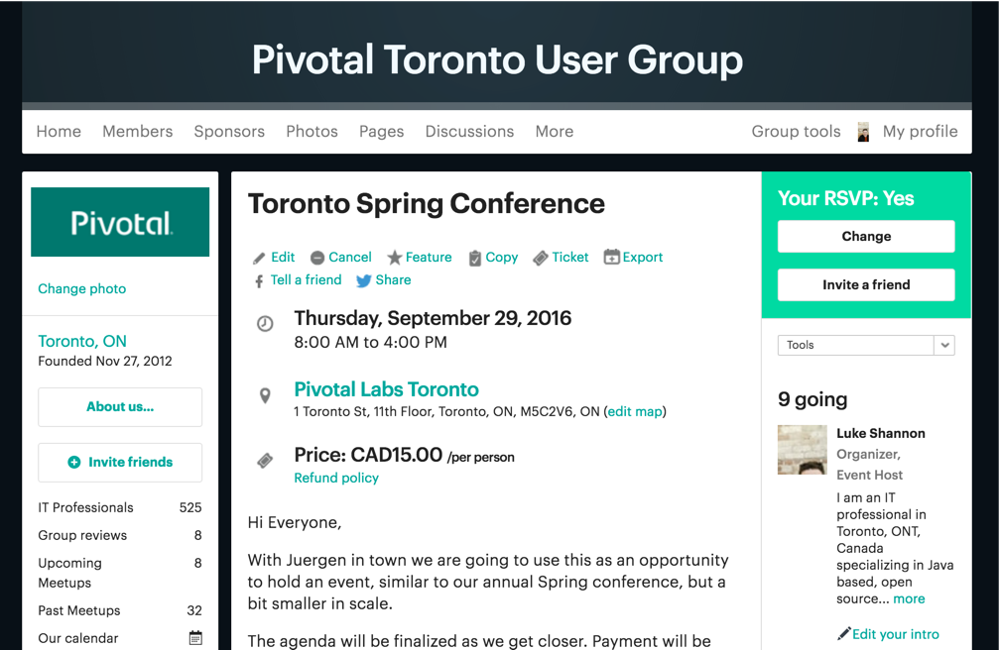 Pivotal Toronto User Group
Home Members Sponsors Photos Pages Discussions More Group tools My profile
Pivotal
Change photo
Toronto, ON
Founded Nov 27, 2012
About us...
Invite friends
IT Professionals 525
Group reviews 8
Upcoming
Meetups 8
Past Meetups 32
Our calendar
Toronto Spring Conference
Edit Cancel Feature Copy Ticket Export
Tell a friend Share
Thursday, September 29, 2016
8:00 AM to 4:00 PM
Pivotal Labs Toronto
1 Toronto St, 11th Floor, Toronto, ON, M5C2V6, ON (edit map)
Price: CAD15.00 /per person
Refund policy
Hi Everyone,
With Juergen in town we are going to use this as an opportunity
to hold an event, similar to our annual Spring conference, but a
bit smaller in scale.
The agenda will be finalized as we get closer. Payment will be
Your RSVP: Yes
Change
Invite a friend
Tools
9 going
Luke Shannon
Organizer,
Event Host
I am an IT
professional in
Toronto, ONT,
Canada
specializing in Java
based, open
source... more
Edit your intro